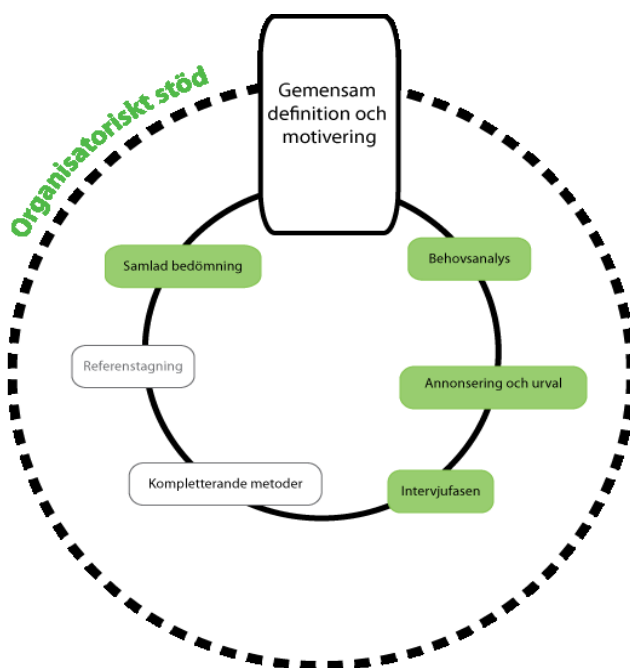 Organisatoriskt stöd
Gemensam
definition och
motivering
Samlad bedömning
Behovsanalys
Referenstagning
Annonsering och urval
Kompletterande metoder
Intervjufasen